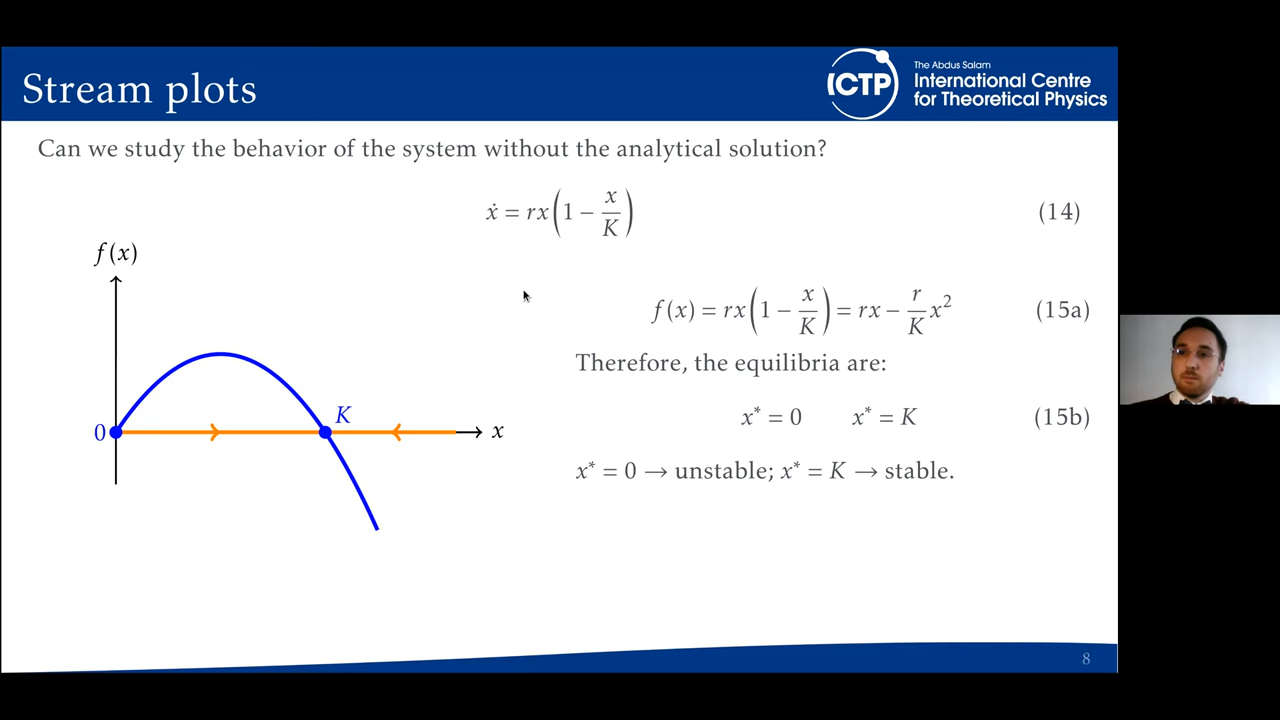 Stream plots
ICTP
The Abdus Salam
International Centre
for Theoretical Physics
Can we study the behavior of the system without the analytical solution?
ẋ = rx(1 − x/K) (14)
f(x)
0
K
x
f(x) = rx(1 − x/K) = rx − r/K x² (15a)
Therefore, the equilibria are:
x* = 0 x* = K (15b)
x* = 0 → unstable; x* = K → stable.
8